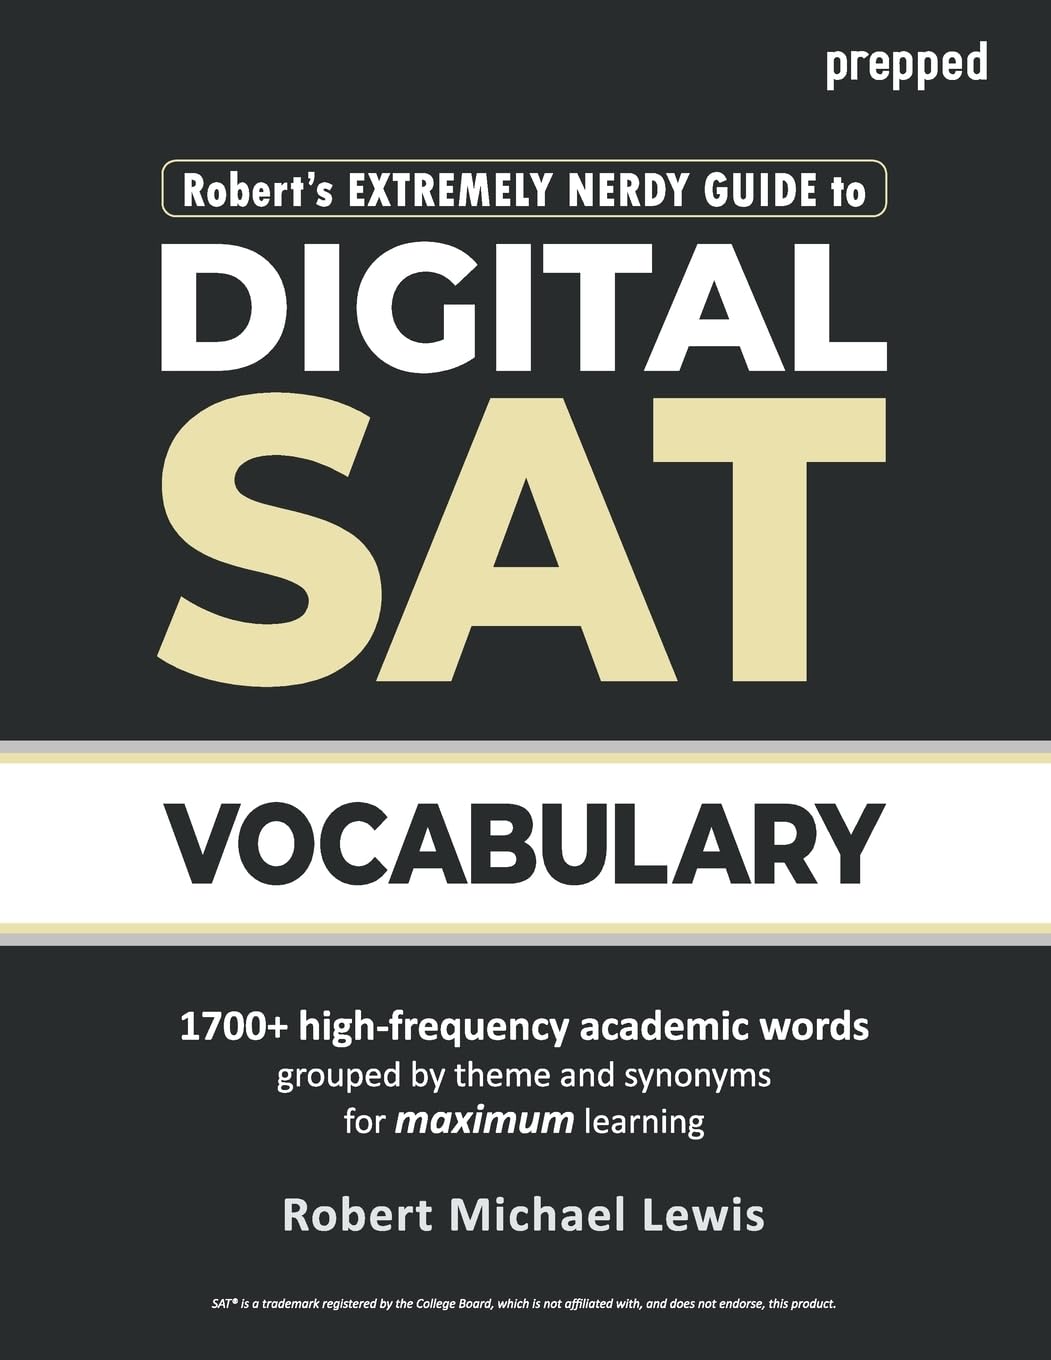 prepped
Robert's EXTREMELY NERDY GUIDE to
DIGITAL
SAT
VOCABULARY
1700+ high-frequency academic words
grouped by theme and synonyms
for maximum learning
Robert Michael Lewis
SAT® is a trademark registered by the College Board, which is not affiliated with, and does not endorse, this product.